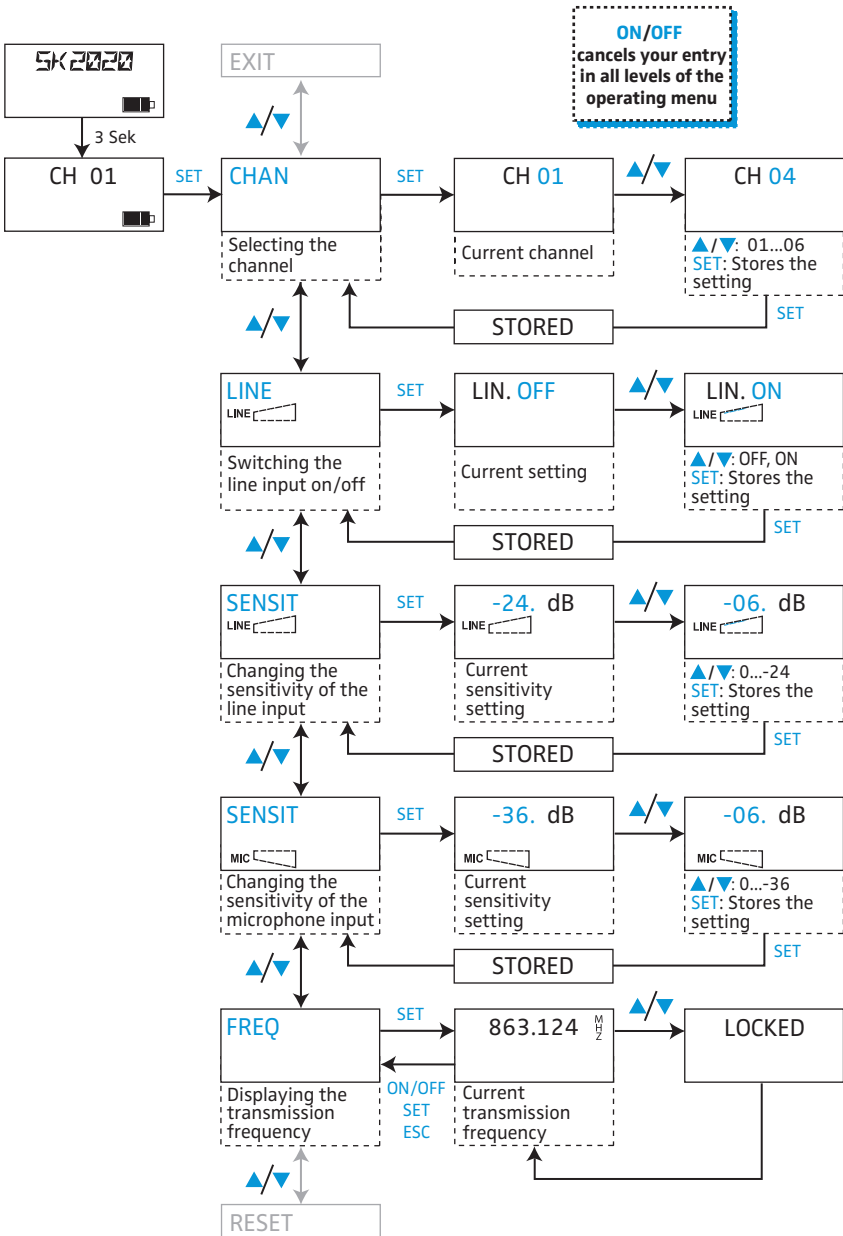 ON/OFF
cancels your entry
in all levels of the
operating menu
SK2020
EXIT
▲/▼
3 Sek
CH 01
SET
CHAN
SET
CH 01
▲/▼
CH 04
Selecting the
channel
Current channel
▲/▼: 01...06
SET: Stores the
setting
▲/▼
STORED
SET
LINE
LINE
SET
LIN. OFF
▲/▼
LIN. ON
LINE
Switching the
line input on/off
Current setting
▲/▼: OFF, ON
SET: Stores the
setting
▲/▼
STORED
SET
SENSIT
LINE
SET
-24. dB
LINE
▲/▼
-06. dB
LINE
Changing the
sensitivity of the
line input
Current
sensitivity
setting
▲/▼: 0...-24
SET: Stores the
setting
▲/▼
STORED
SET
SENSIT
MIC
SET
-36. dB
MIC
▲/▼
-06. dB
MIC
Changing the
sensitivity of the
microphone input
Current
sensitivity
setting
▲/▼: 0...-36
SET: Stores the
setting
▲/▼
STORED
SET
FREQ
SET
863.124 MHZ
▲/▼
LOCKED
ON/OFF
SET
ESC
Displaying the
transmission
frequency
Current
transmission
frequency
▲/▼
RESET